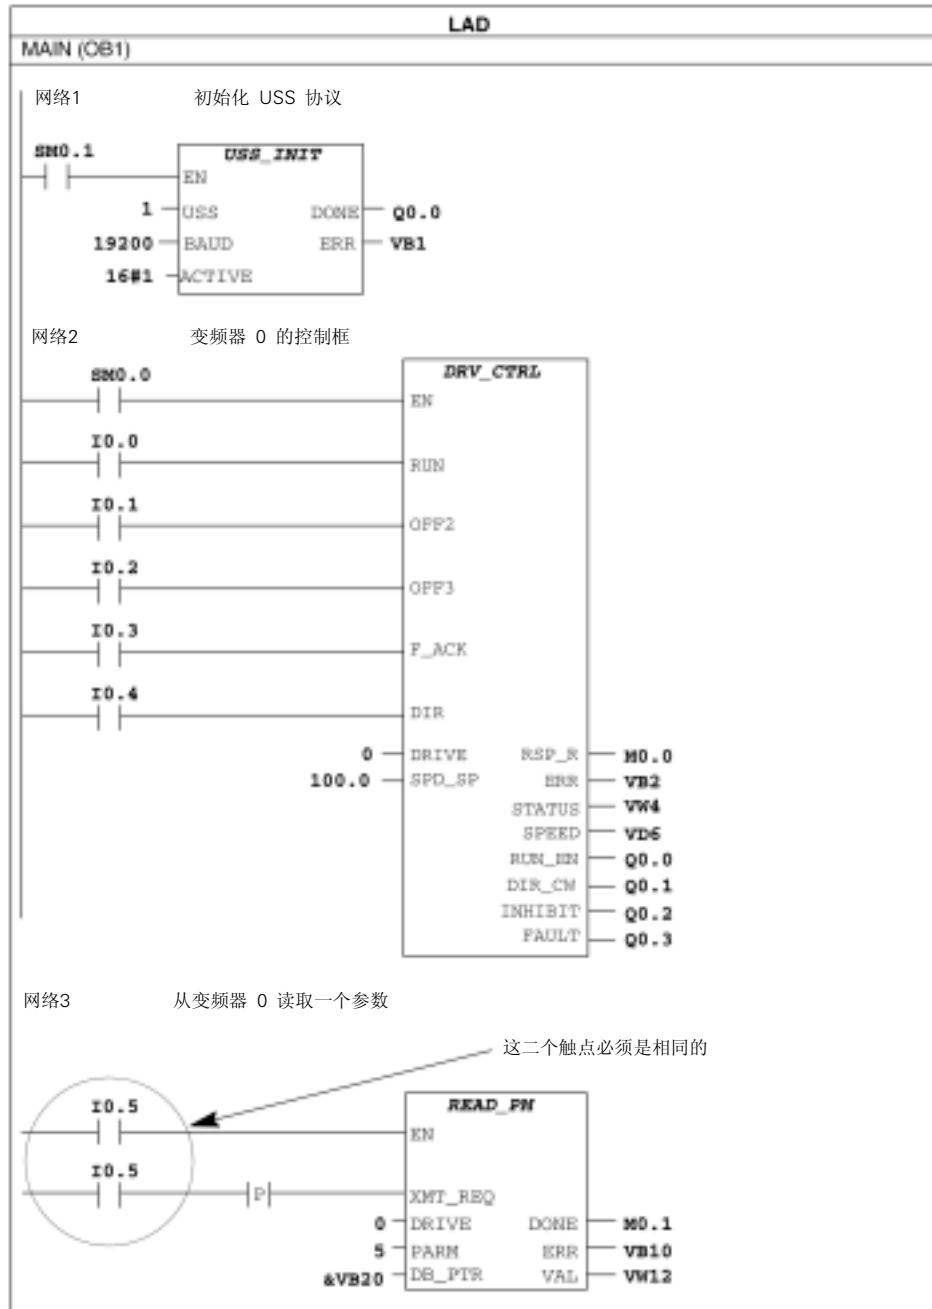 LAD
MAIN (OB1)
网络1 初始化 USS 协议
SM0.1
USS_INIT
EN
1 USS DONE Q0.0
19200 BAUD ERR VB1
16#1 ACTIVE
网络2 变频器 0 的控制框
SM0.0
DRV_CTRL
EN
I0.0
RUN
I0.1
OFF2
I0.2
OFF3
I0.3
F_ACK
I0.4
DIR
0 DRIVE RSP_R M0.0
100.0 SPD_SP ERR VB2
STATUS VW4
SPEED VD6
RUN_EN Q0.0
DIR_CW Q0.1
INHIBIT Q0.2
FAULT Q0.3
网络3 从变频器 0 读取一个参数
这二个触点必须是相同的
I0.5
READ_PM
EN
I0.5
P XMT_REQ
0 DRIVE DONE M0.1
5 PARM ERR VB10
&VB20 DB_PTR VAL VW12